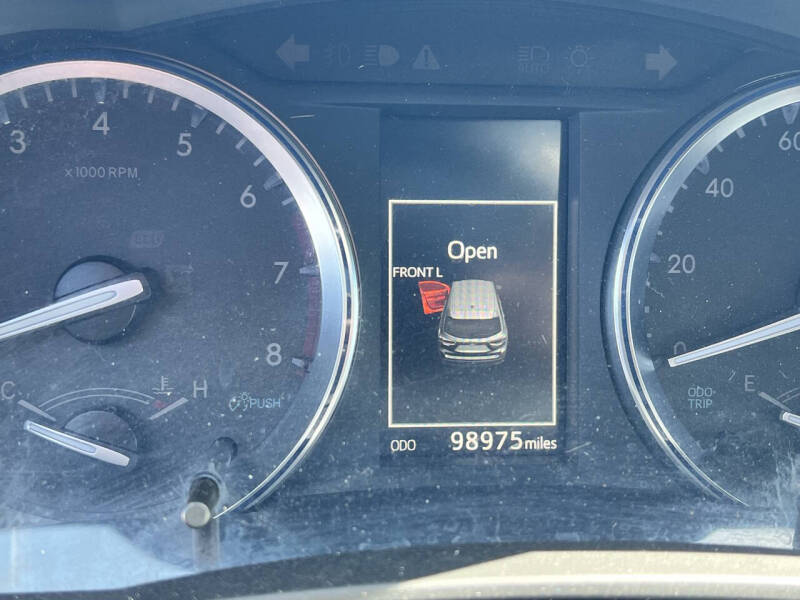 3
4
5
6
7
8
x1000 RPM
C
H
PUSH
Open
FRONT L
ODO 98975 miles
60
40
20
0
ODO
TRIP
E